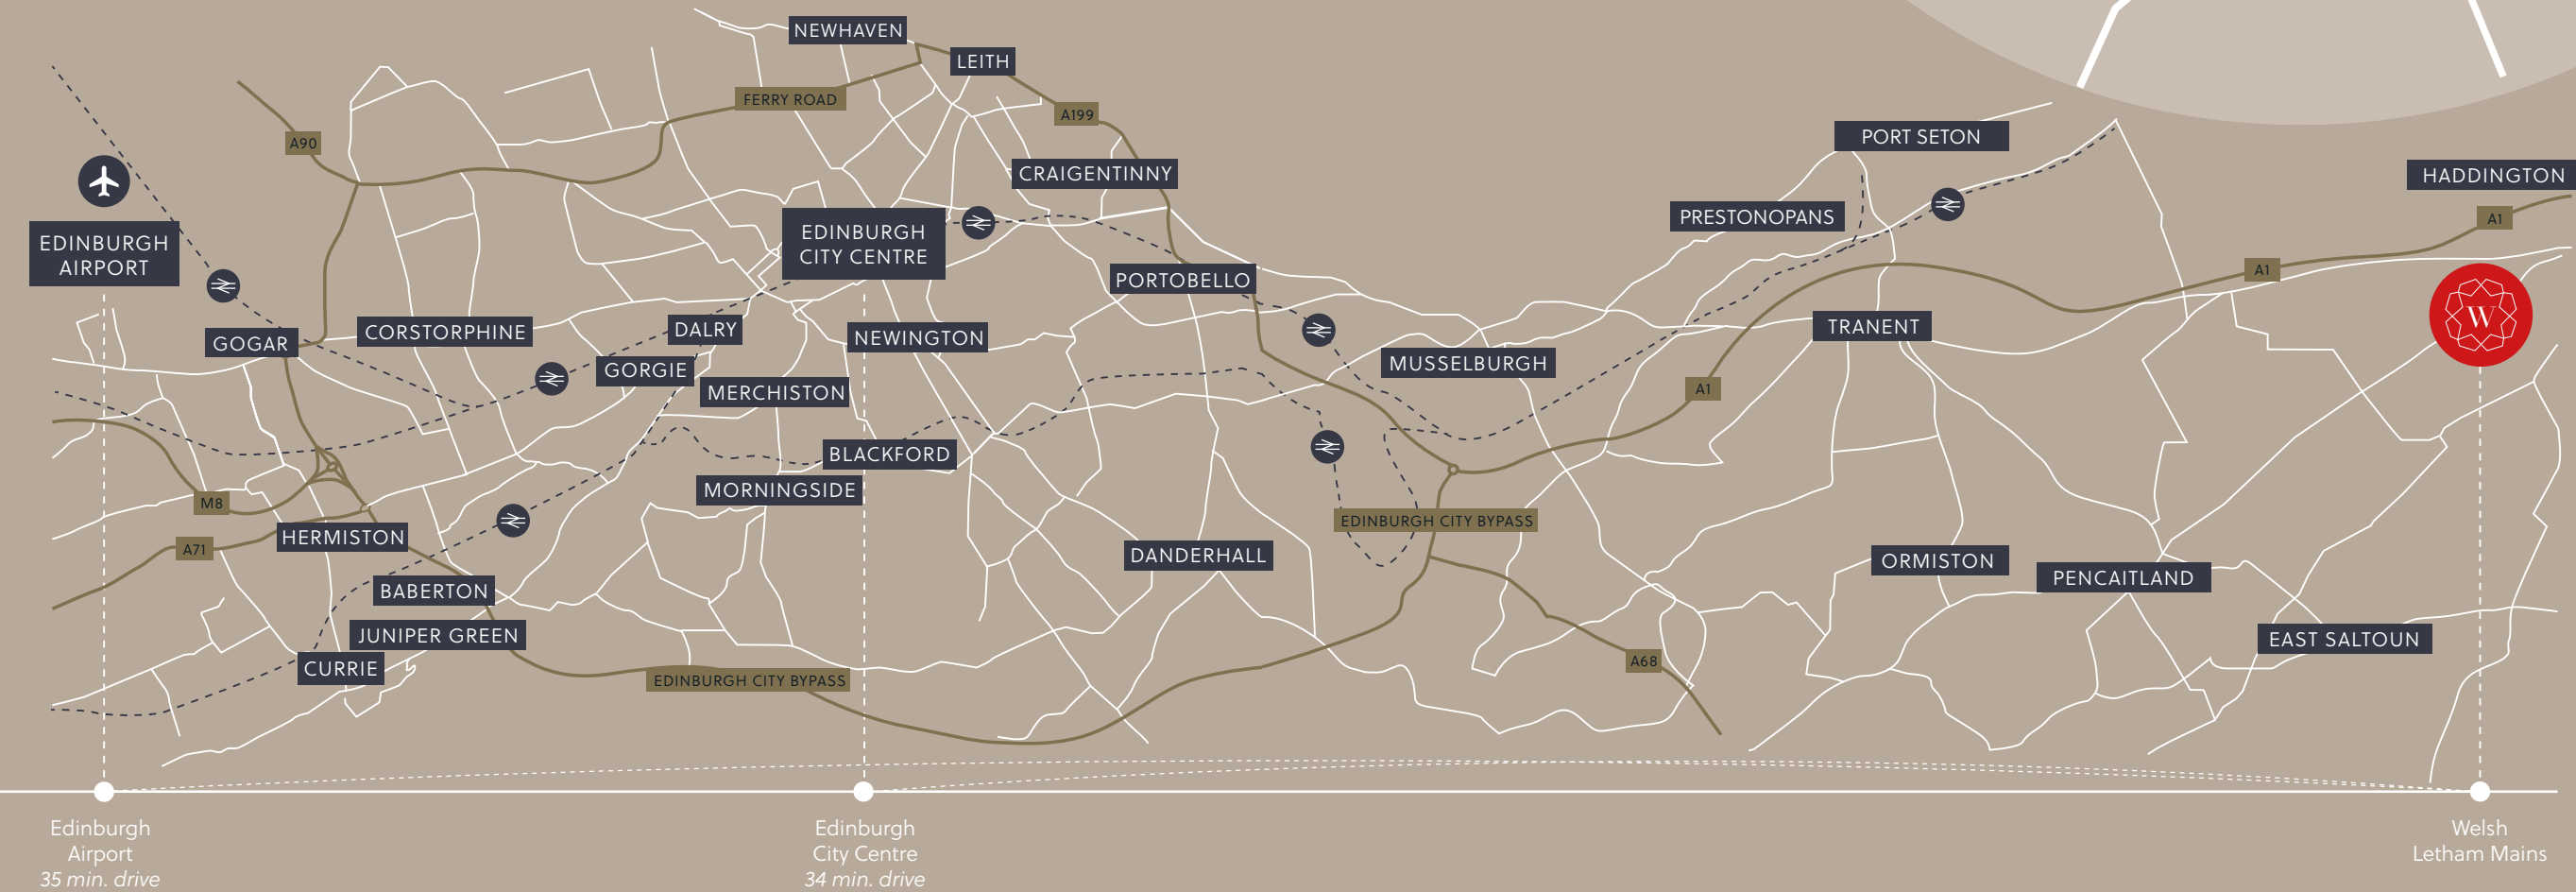 NEWHAVEN
LEITH
FERRY ROAD
A199
A90
PORT SETON
CRAIGENTINNY
HADDINGTON
PRESTONOPANS
A1
EDINBURGH
AIRPORT
EDINBURGH
CITY CENTRE
A1
PORTOBELLO
W
GOGAR
CORSTORPHINE
DALRY
NEWINGTON
TRANENT
GORGIE
MUSSELBURGH
MERCHISTON
A1
BLACKFORD
MORNINGSIDE
M8
EDINBURGH CITY BYPASS
HERMISTON
A71
DANDERHALL
ORMISTON
PENCAITLAND
BABERTON
JUNIPER GREEN
EAST SALTOUN
CURRIE
A68
EDINBURGH CITY BYPASS
Edinburgh
Airport
35 min. drive
Edinburgh
City Centre
34 min. drive
Welsh
Letham Mains